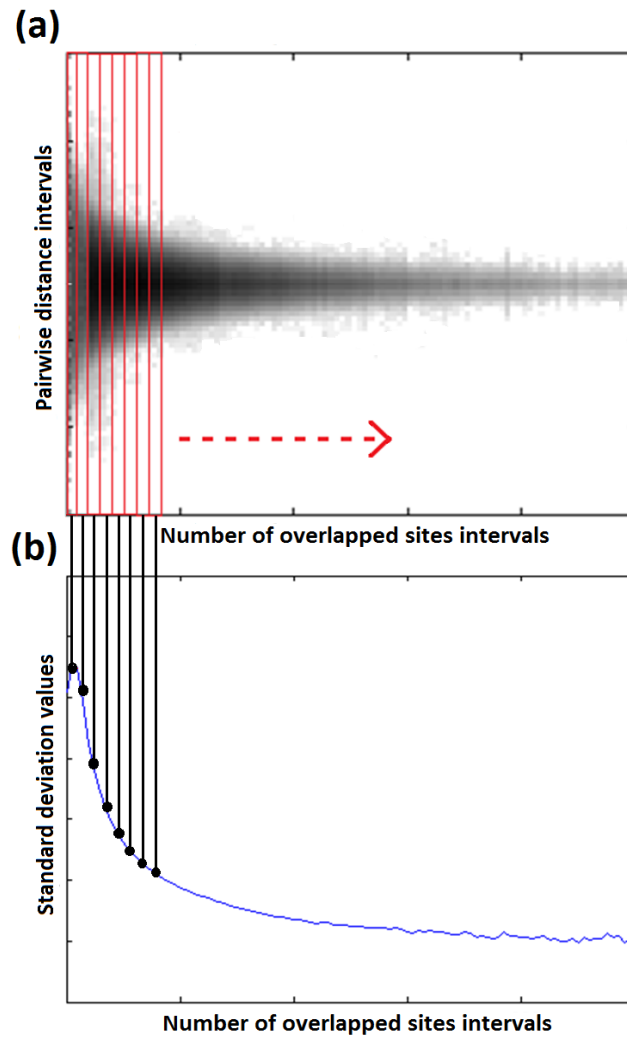 (a)
Pairwise distance intervals
Number of overlapped sites intervals
(b)
Standard deviation values
Number of overlapped sites intervals